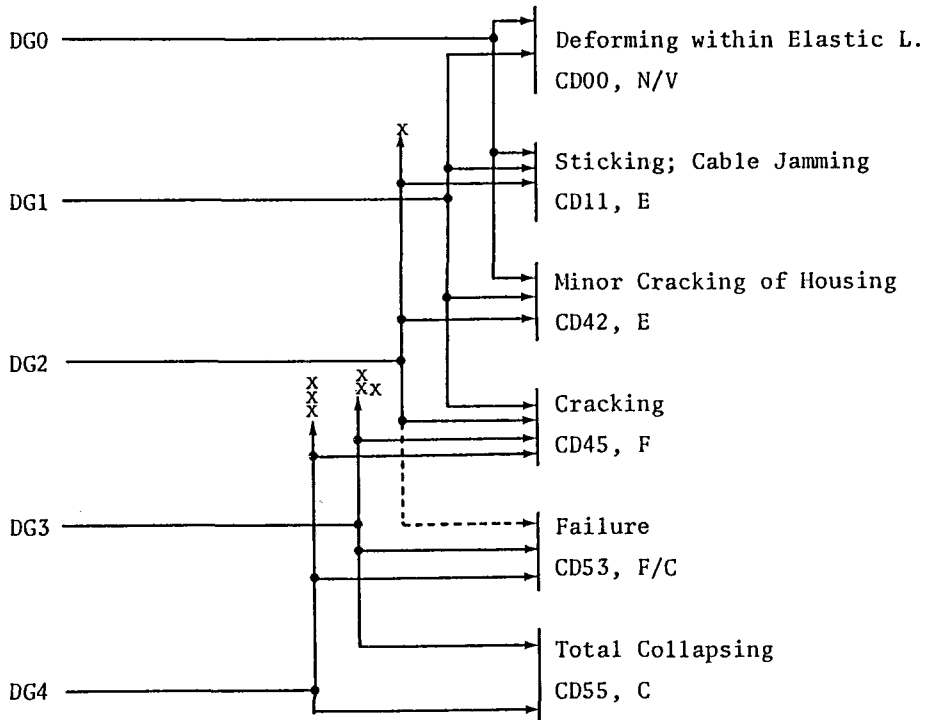 DG0
Deforming within Elastic L.
CD00, N/V
x
Sticking; Cable Jamming
DG1
CD11, E
Minor Cracking of Housing
CD42, E
DG2
x
x
x
x
xx
Cracking
CD45, F
DG3
Failure
CD53, F/C
Total Collapsing
DG4
CD55, C